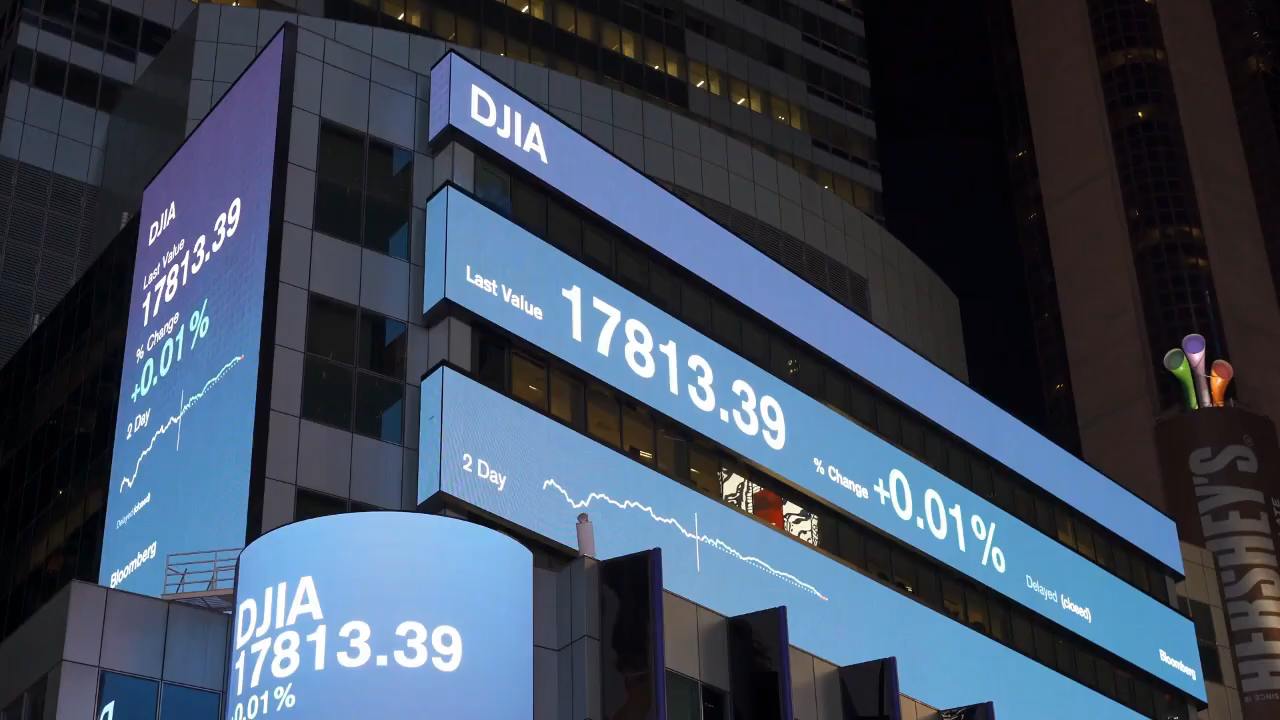 DJIA
Last Value
17813.39
% Change
+0.01%
2 Day
Delayed (closed)
Bloomberg
DJIA
Last Value 17813.39 % Change +0.01% Delayed (closed) Bloomberg
2 Day
DJIA
17813.39
0.01%
HERSHEY'S
®
SINCE